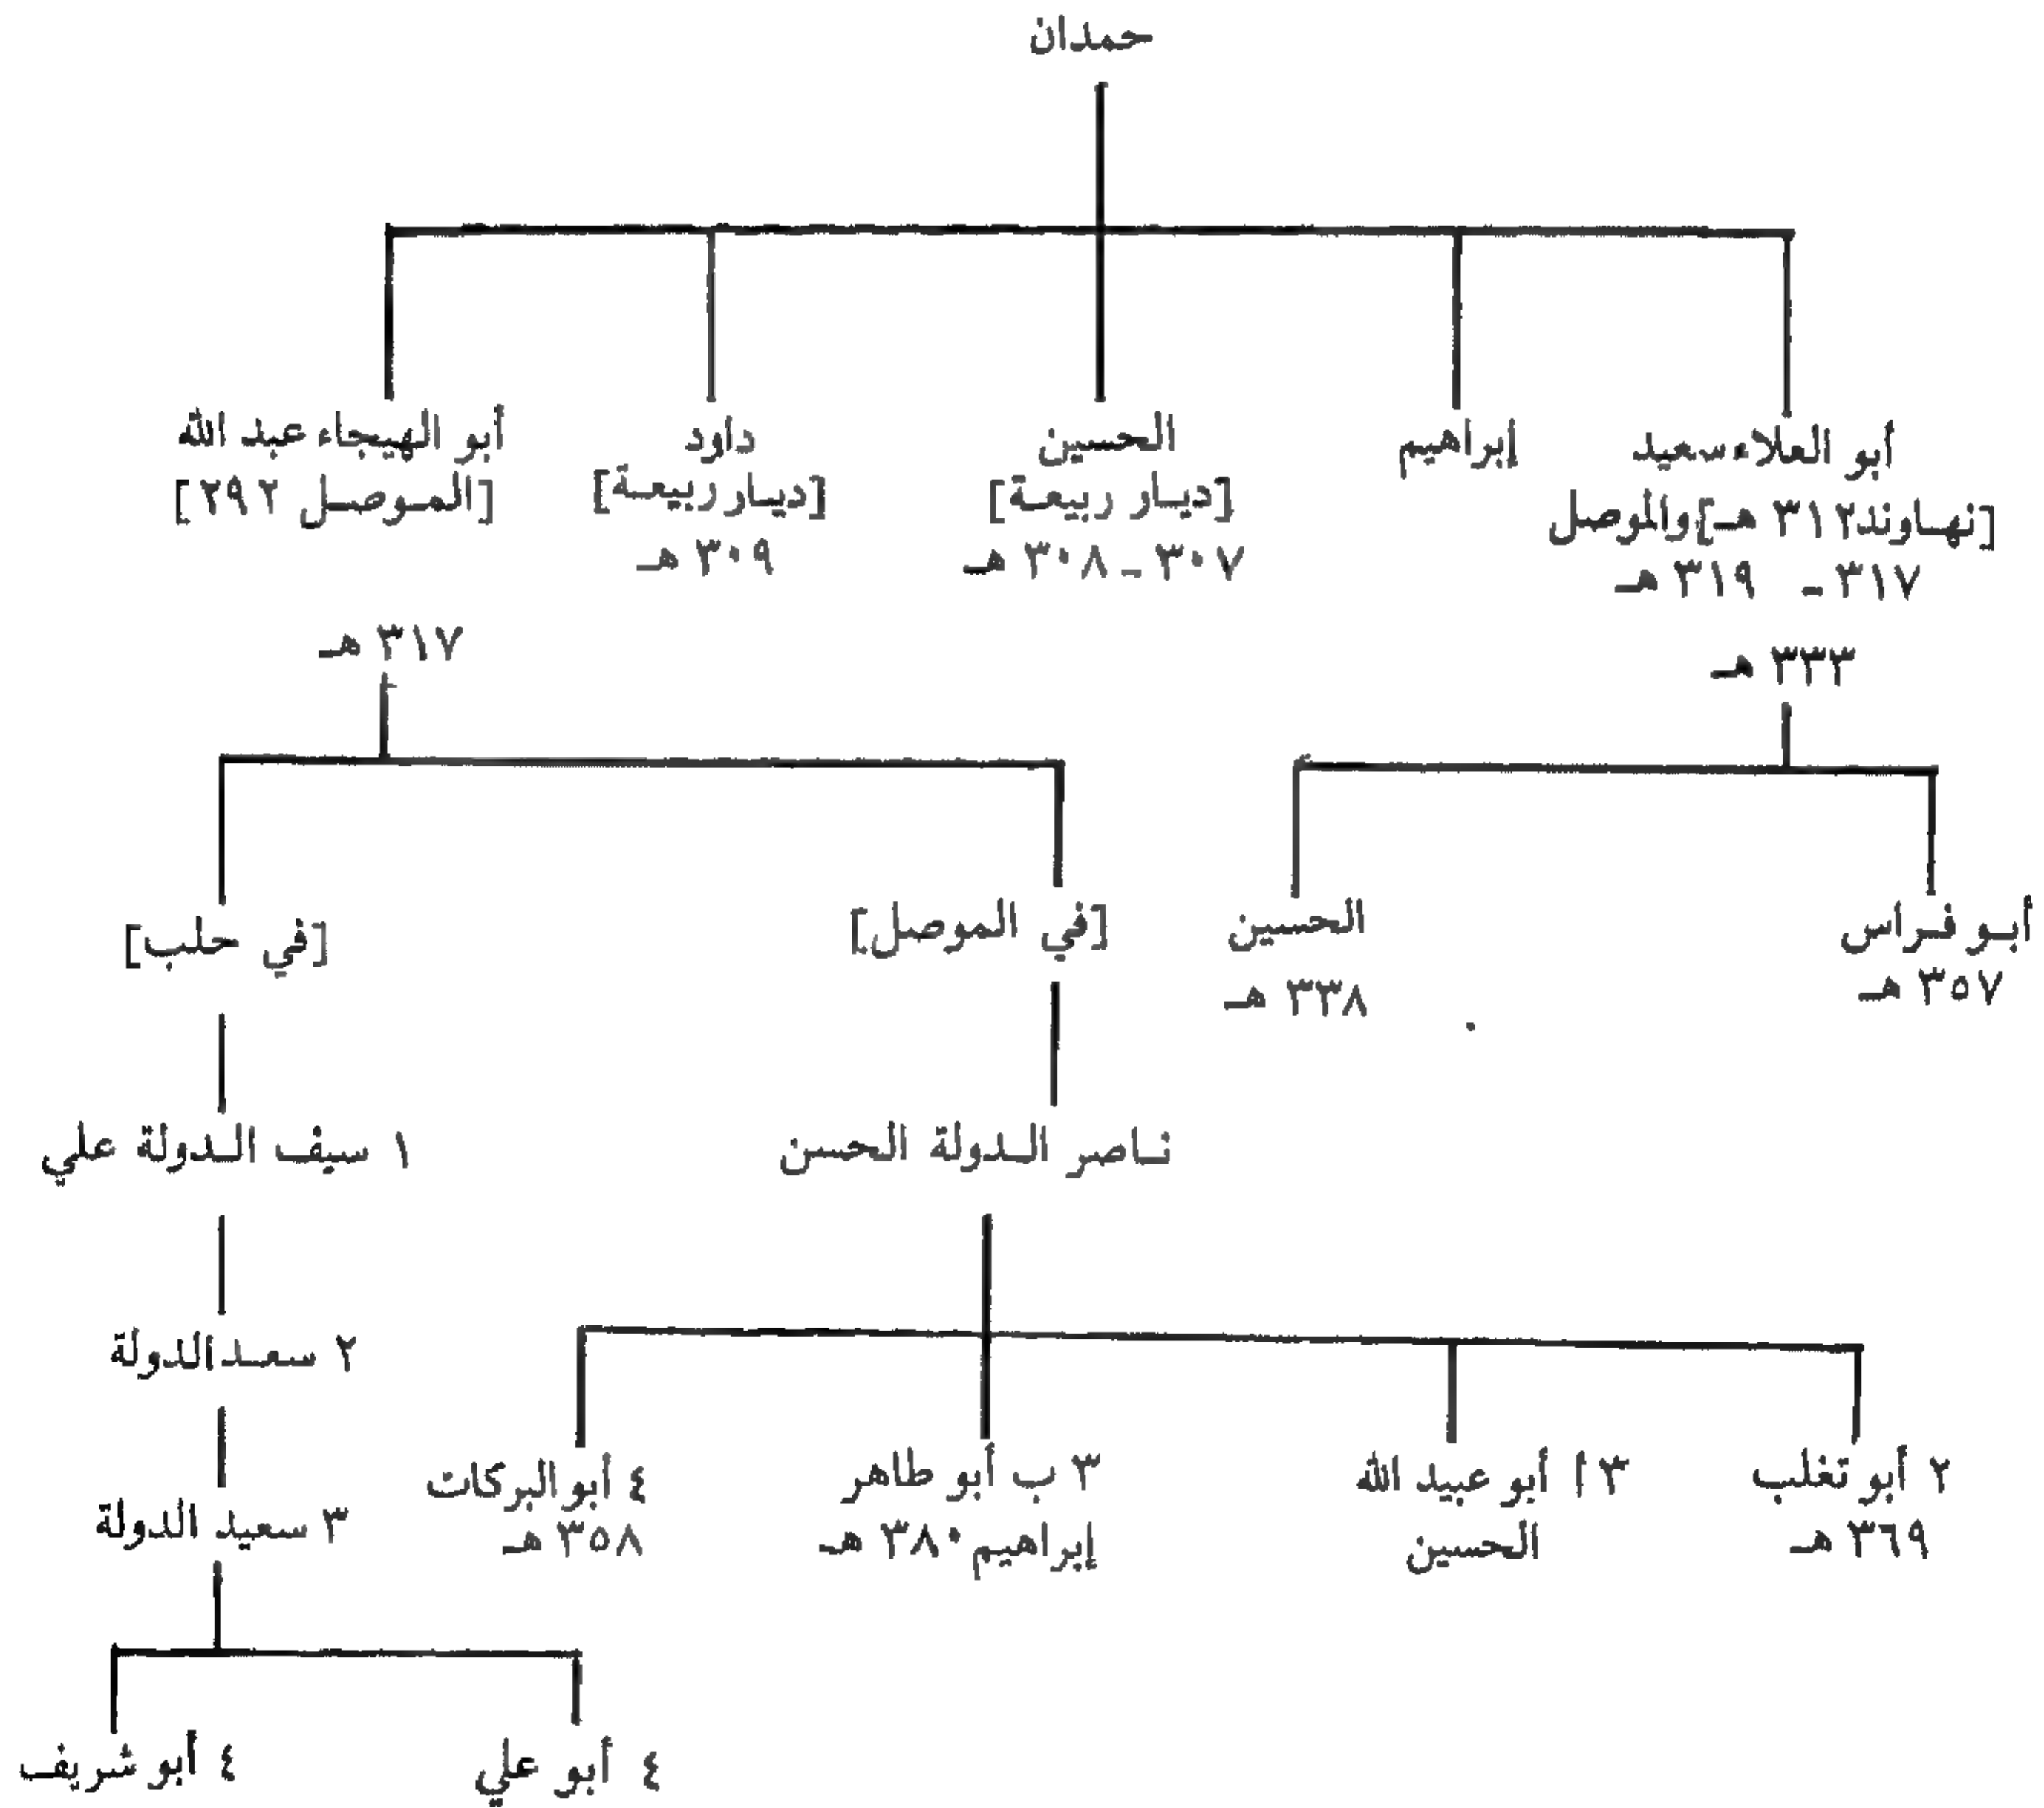 حمدان
أبو العلاء سعيد
[نهاوند ٣١٢ هـ] والموصل
٣١٧ - ٣١٩ هـ
إبراهيم
الحسين
[ديار ربيعة]
٣٠٧ - ٣٠٨ هـ
داود
[ديار ربيعة]
٣٠٩ هـ
أبو الهيجاء عبد الله
[الموصل ٢٩٢]
٣٣٣ هـ
٣١٧ هـ
أبو فراس
٣٥٧ هـ
الحسين
٣٣٨ هـ
[في الموصل]
[في حلب]
ناصر الدولة الحسن
١ سيف الدولة علي
٢ سعد الدولة
٢ أبو تغلب
٣٦٩ هـ
٣ أ أبو عبيد الله
الحسين
٣ ب أبو طاهر
إبراهيم ٣٨٠ هـ
٤ أبو البركات
٣٥٨ هـ
٣ سعيد الدولة
٤ أبو علي
٤ أبو شريف